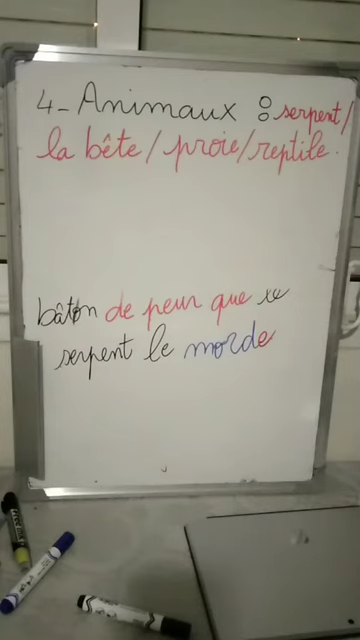 4- Animaux : serpent/
la bête/ proie/reptile.
bâton de peur que ce
serpent le morde